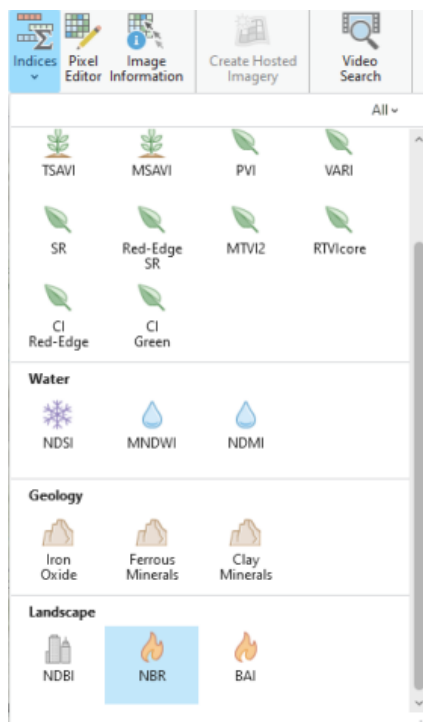 Indices
Pixel
Editor
Image
Information
Create Hosted
Imagery
Video
Search
All
TSAVI
MSAVI
PVI
VARI
SR
Red-Edge
SR
MTVI2
RTVIcore
CI
Red-Edge
CI
Green
Water
NDSI
MNDWI
NDMI
Geology
Iron
Oxide
Ferrous
Minerals
Clay
Minerals
Landscape
NDBI
NBR
BAI